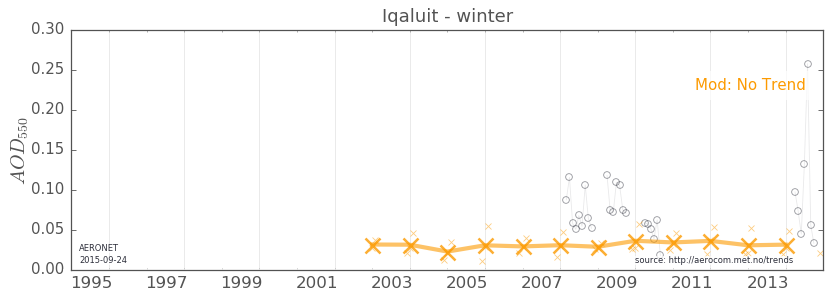 Iqaluit - winter
0.30
0.25
0.20
0.15
0.10
0.05
0.00
AOD550
Mod: No Trend
AERONET
2015-09-24
source: http://aerocom.met.no/trends
1995 1997 1999 2001 2003 2005 2007 2009 2011 2013